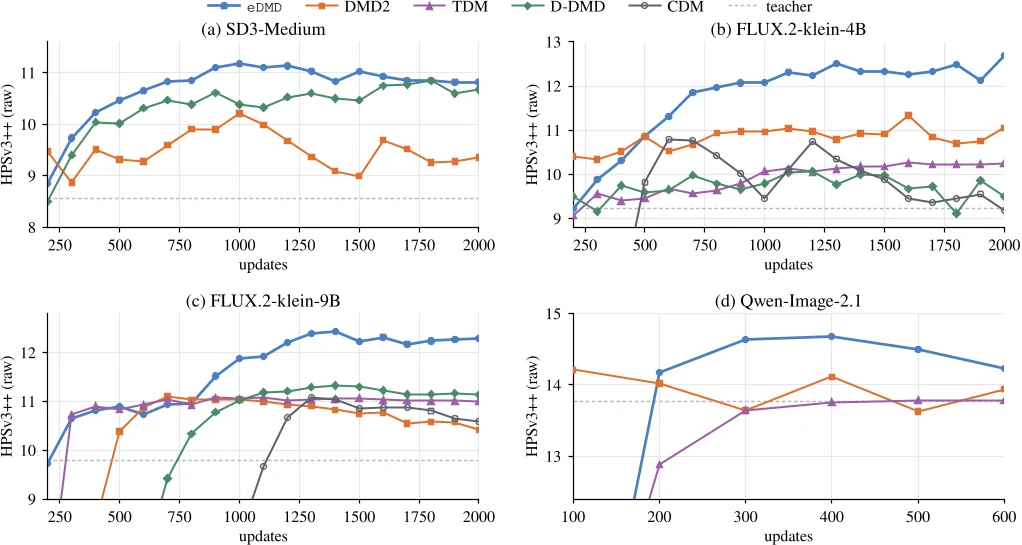 eDMD DMD2 TDM D-DMD CDM teacher
(a) SD3-Medium
HPSv3++ (raw)
11
10
9
8
250 500 750 1000 1250 1500 1750 2000
updates
(b) FLUX.2-klein-4B
HPSv3++ (raw)
13
12
11
10
9
250 500 750 1000 1250 1500 1750 2000
updates
(c) FLUX.2-klein-9B
HPSv3++ (raw)
12
11
10
9
250 500 750 1000 1250 1500 1750 2000
updates
(d) Qwen-Image-2.1
HPSv3++ (raw)
15
14
13
100 200 300 400 500 600
updates